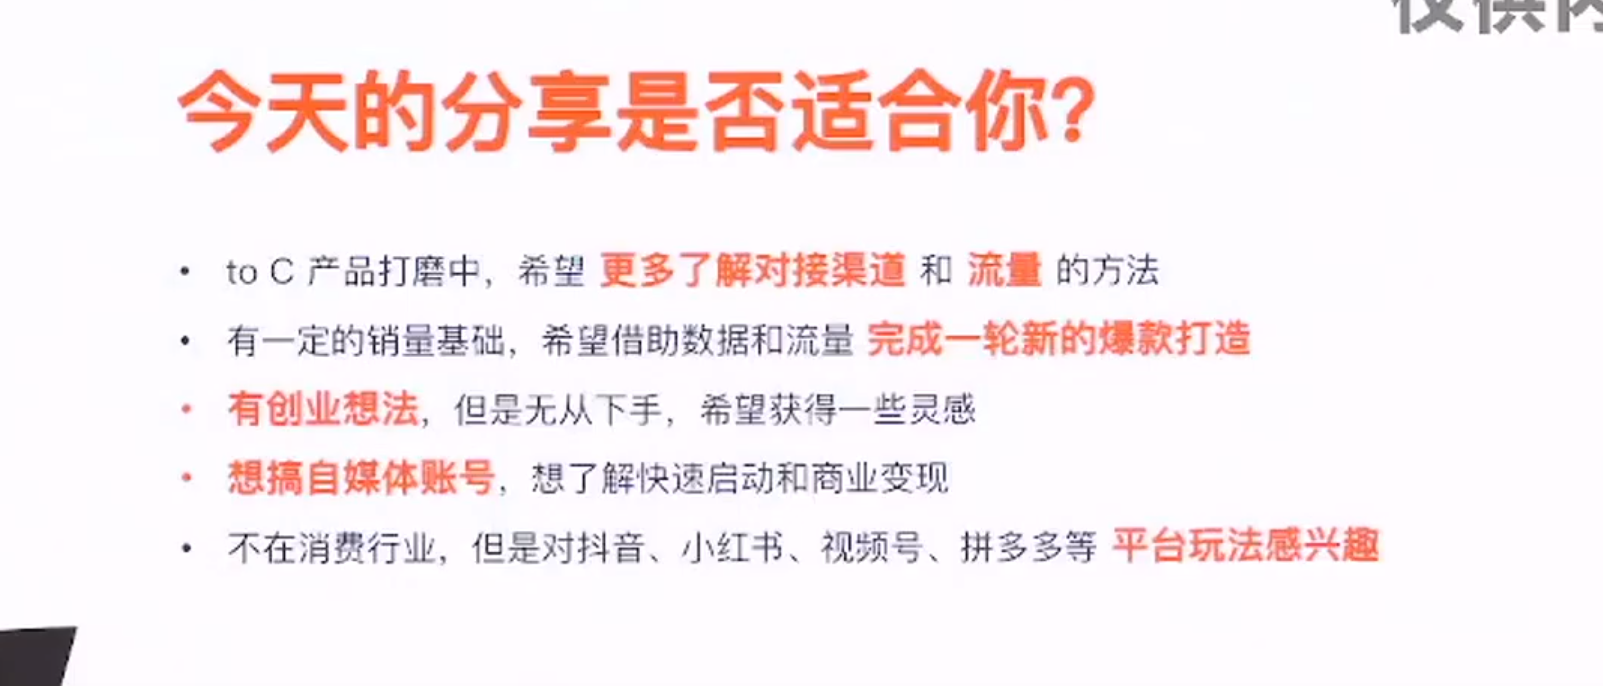 仅供
今天的分享是否适合你?
• to C 产品打磨中，希望 更多了解对接渠道 和 流量 的方法
• 有一定的销量基础，希望借助数据和流量 完成一轮新的爆款打造
• 有创业想法，但是无从下手，希望获得一些灵感
• 想搞自媒体账号，想了解快速启动和商业变现
• 不在消费行业，但是对抖音、小红书、视频号、拼多多等 平台玩法感兴趣